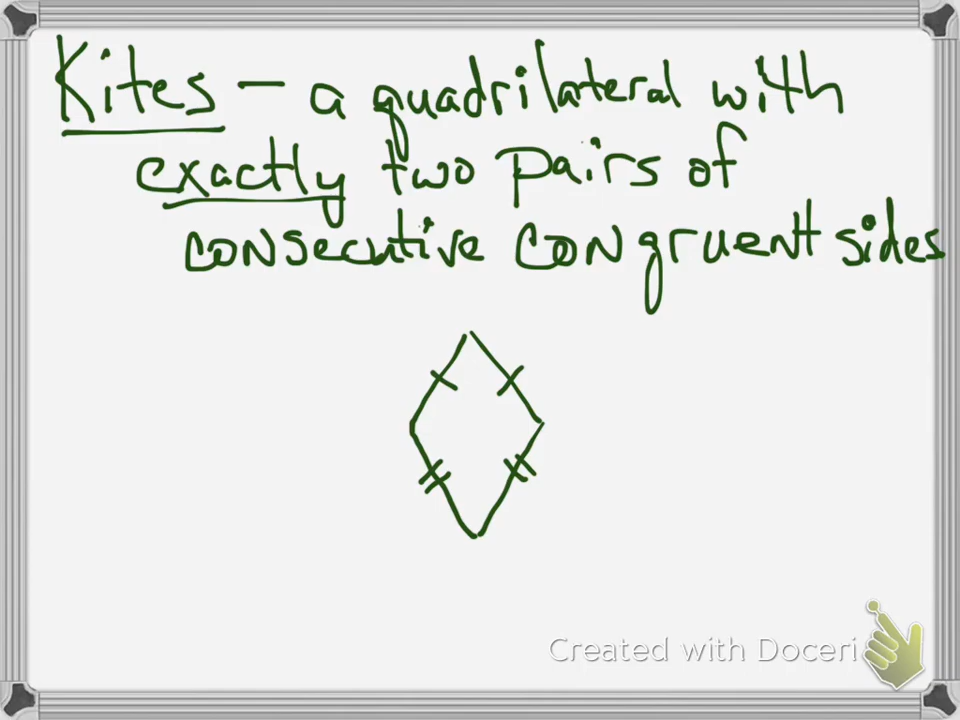 Kites - a quadrilateral with
exactly two pairs of
consecutive congruent sides
Created with Doceri